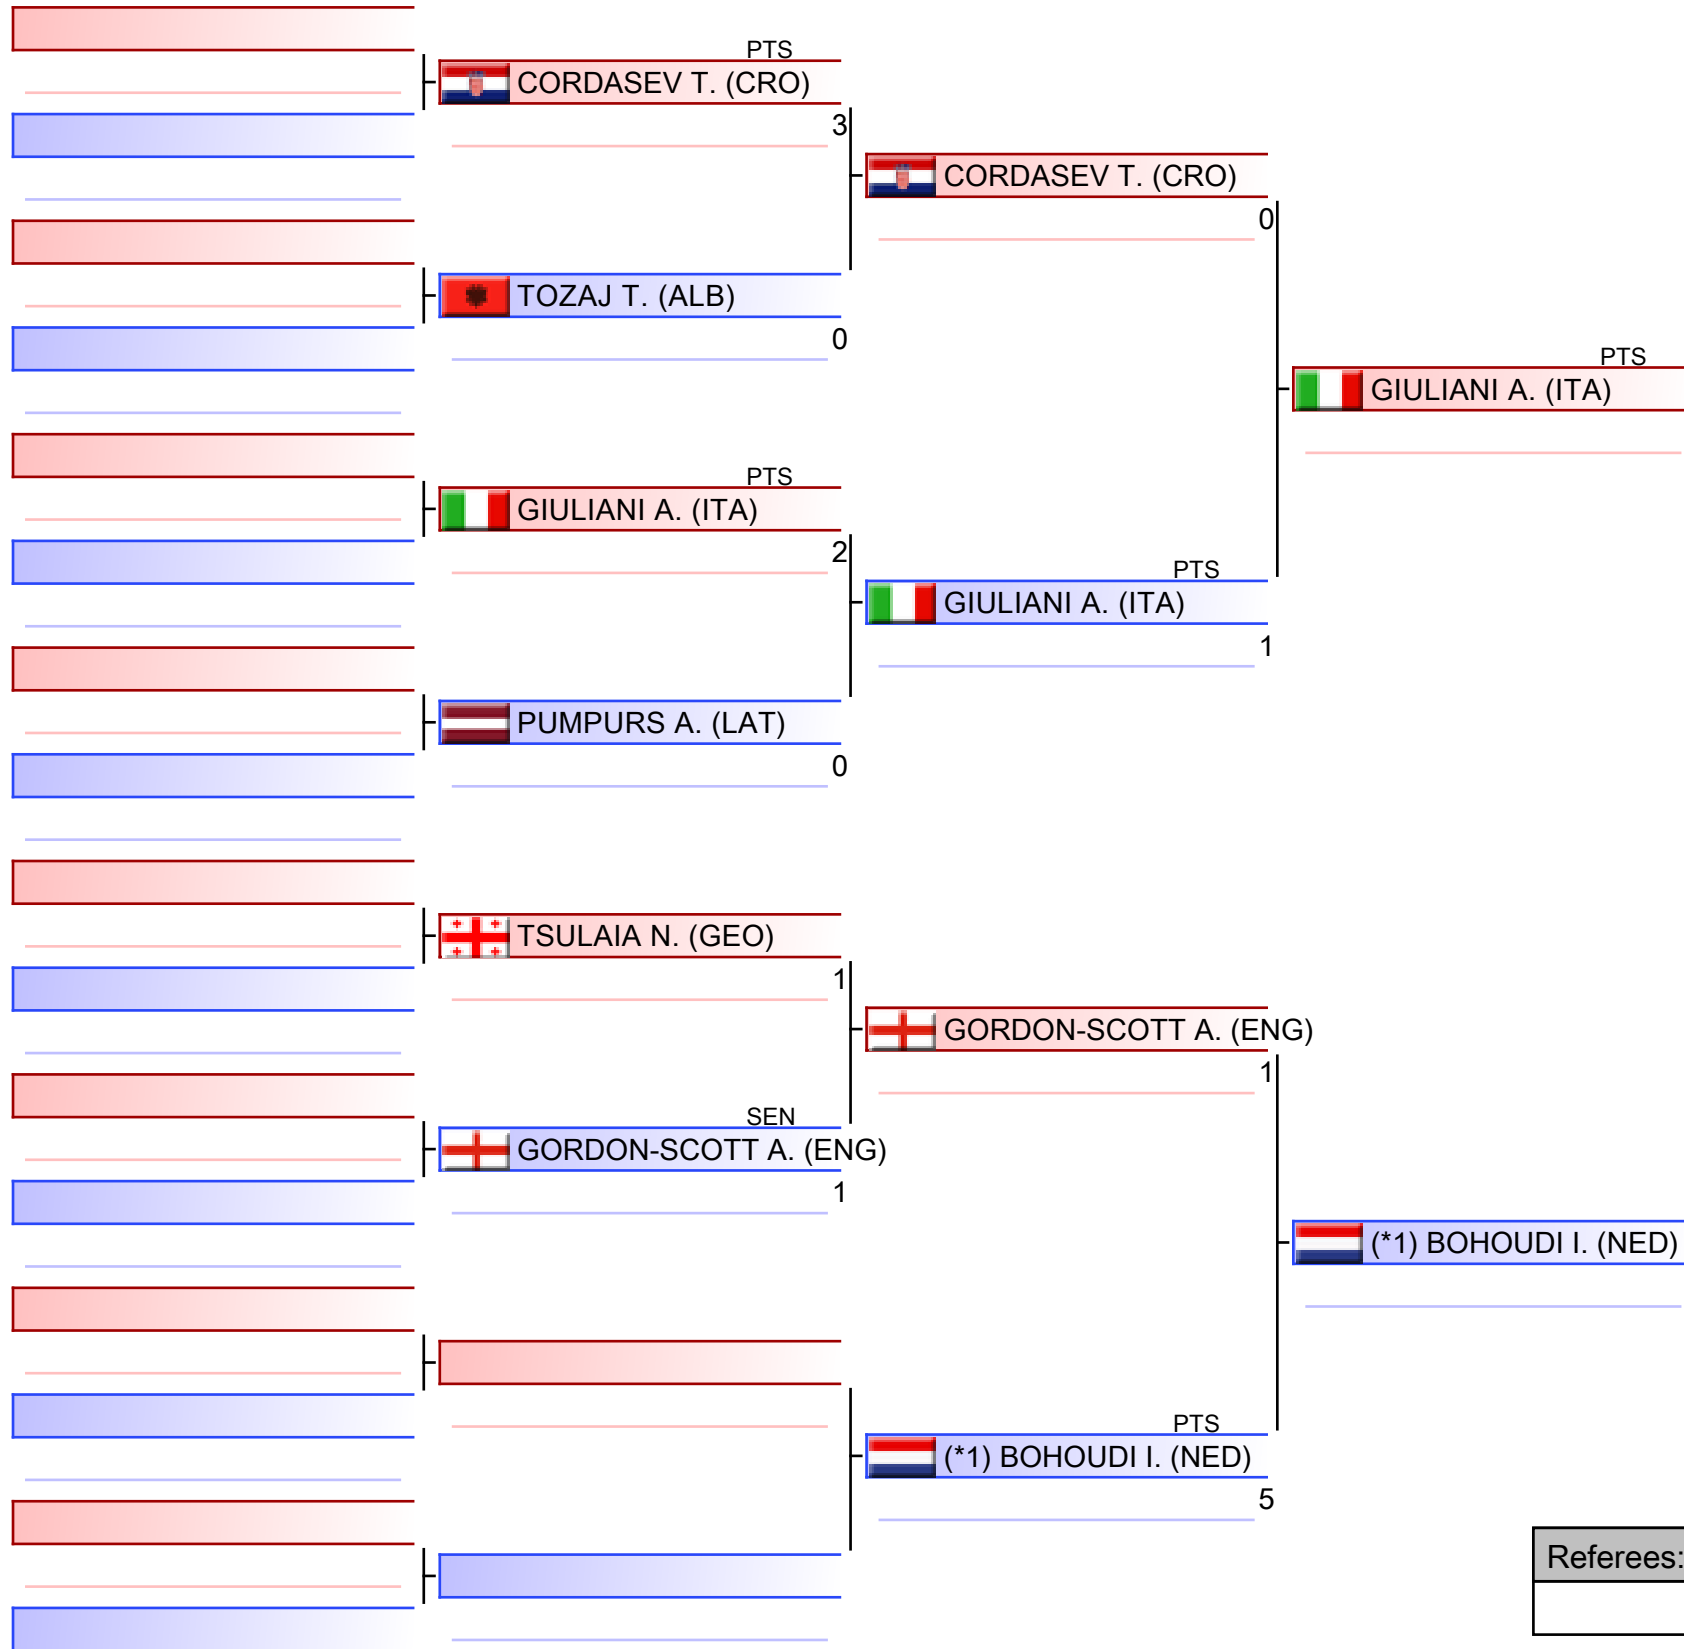 PTS
CORDASEV T. (CRO)
3
TOZAJ T. (ALB)
0
PTS
GIULIANI A. (ITA)
2
PUMPURS A. (LAT)
0
TSULAIA N. (GEO)
1
SEN
GORDON-SCOTT A. (ENG)
1
CORDASEV T. (CRO)
0
PTS
GIULIANI A. (ITA)
1
GORDON-SCOTT A. (ENG)
1
PTS
(*1) BOHOUDI I. (NED)
5
PTS
GIULIANI A. (ITA)
(*1) BOHOUDI I. (NED)
Referees: